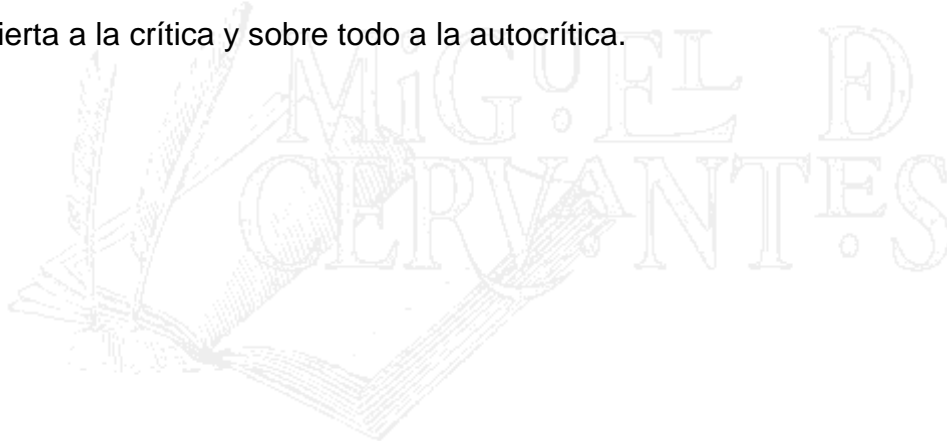 ierta a la crítica y sobre todo a la autocrítica.
MiGUEL D
CERVANTES